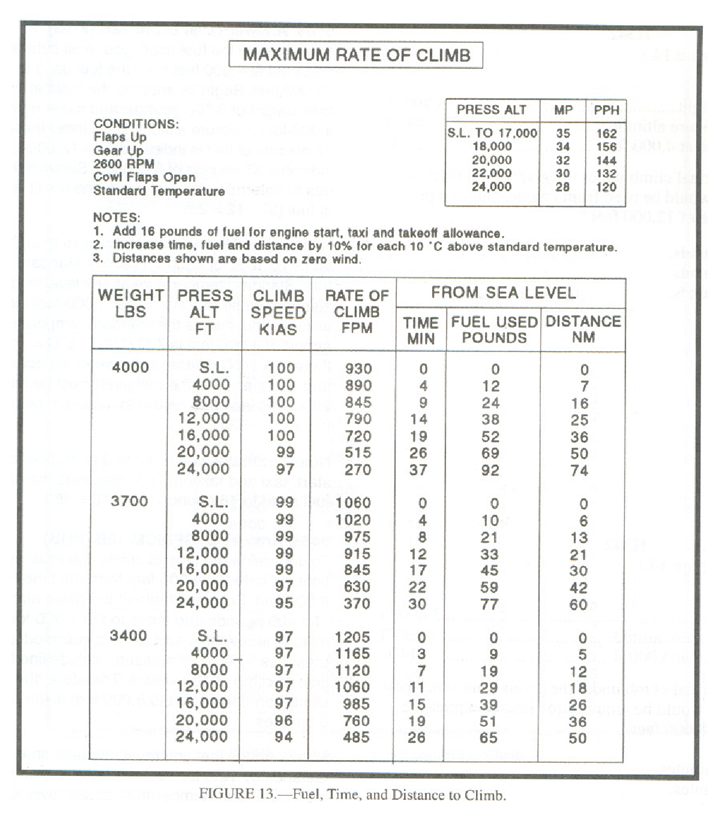 MAXIMUM RATE OF CLIMB
PRESS ALT MP PPH
S.L. TO 17,000 35 162
18,000 34 156
20,000 32 144
22,000 30 132
24,000 28 120
CONDITIONS:
Flaps Up
Gear Up
2600 RPM
Cowl Flaps Open
Standard Temperature
NOTES:
1. Add 16 pounds of fuel for engine start, taxi and takeoff allowance.
2. Increase time, fuel and distance by 10% for each 10 °C above standard temperature.
3. Distances shown are based on zero wind.
WEIGHT PRESS CLIMB RATE OF FROM SEA LEVEL
LBS ALT SPEED CLIMB
FT KIAS FPM
TIME FUEL USED DISTANCE
MIN POUNDS NM
4000 S.L. 100 930 0 0 0
4000 100 890 4 12 7
8000 100 845 9 24 16
12,000 100 790 14 38 25
16,000 100 720 19 52 36
20,000 99 515 26 69 50
24,000 97 270 37 92 74
3700 S.L. 99 1060 0 0 0
4000 99 1020 4 10 6
8000 99 975 8 21 13
12,000 99 915 12 33 21
16,000 99 845 17 45 30
20,000 97 630 22 59 42
24,000 95 370 30 77 60
3400 S.L. 97 1205 0 0 0
4000 97 1165 3 9 5
8000 97 1120 7 19 12
12,000 97 1060 11 29 18
16,000 97 985 15 39 26
20,000 96 760 19 51 36
24,000 94 485 26 65 50
FIGURE 13.—Fuel, Time, and Distance to Climb.